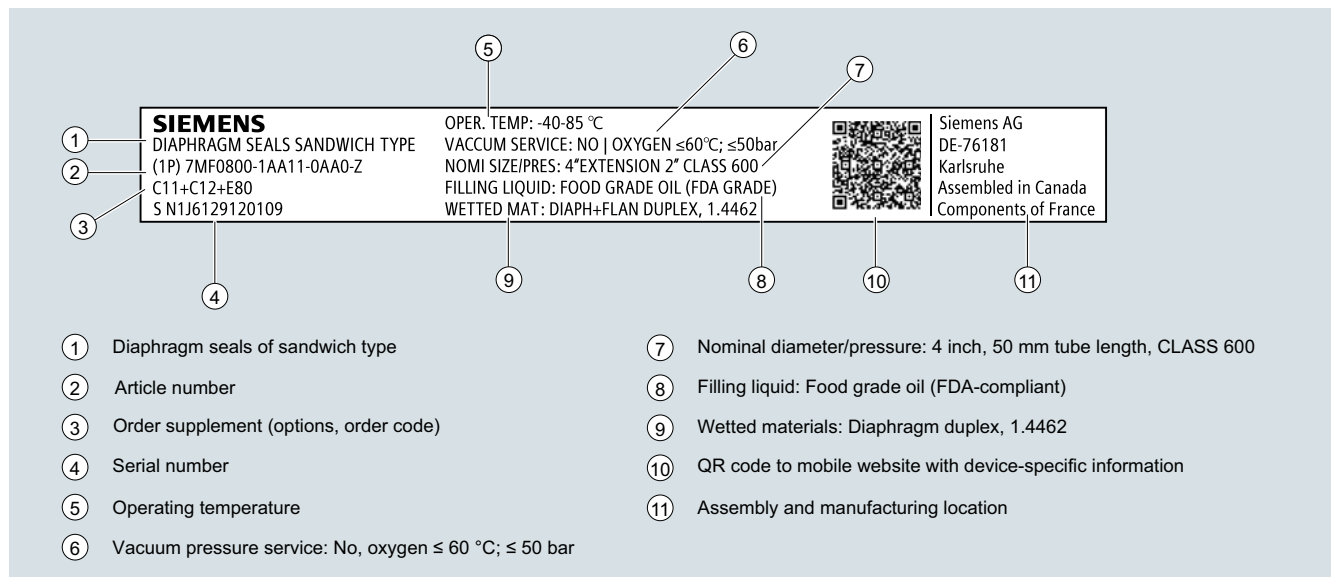 5
6
7
1
2
3
SIEMENS
DIAPHRAGM SEALS SANDWICH TYPE
(1P) 7MF0800-1AA11-0AA0-Z
C11+C12+E80
S N1J6129120109
OPER. TEMP: -40-85 °C
VACCUM SERVICE: NO | OXYGEN ≤60°C; ≤50bar
NOMI SIZE/PRES: 4"EXTENSION 2" CLASS 600
FILLING LIQUID: FOOD GRADE OIL (FDA GRADE)
WETTED MAT: DIAPH+FLAN DUPLEX, 1.4462
Siemens AG
DE-76181
Karlsruhe
Assembled in Canada
Components of France
4
9
8
10
11
1 Diaphragm seals of sandwich type
2 Article number
3 Order supplement (options, order code)
4 Serial number
5 Operating temperature
6 Vacuum pressure service: No, oxygen ≤ 60 °C; ≤ 50 bar
7 Nominal diameter/pressure: 4 inch, 50 mm tube length, CLASS 600
8 Filling liquid: Food grade oil (FDA-compliant)
9 Wetted materials: Diaphragm duplex, 1.4462
10 QR code to mobile website with device-specific information
11 Assembly and manufacturing location